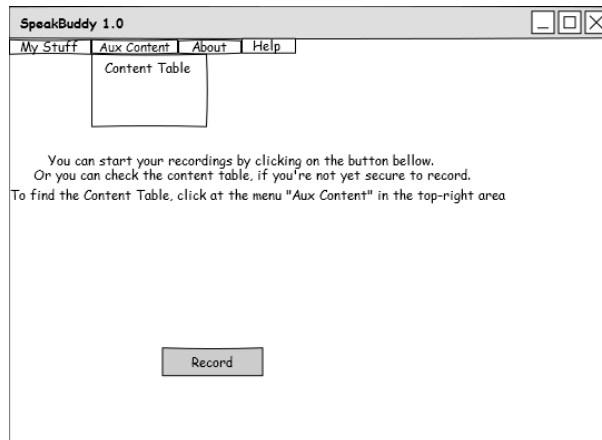 SpeakBuddy 1.0
My Stuff Aux Content About Help
Content Table
You can start your recordings by clicking on the button bellow.
Or you can check the content table, if you're not yet secure to record.
To find the Content Table, click at the menu "Aux Content" in the top-right area
Record